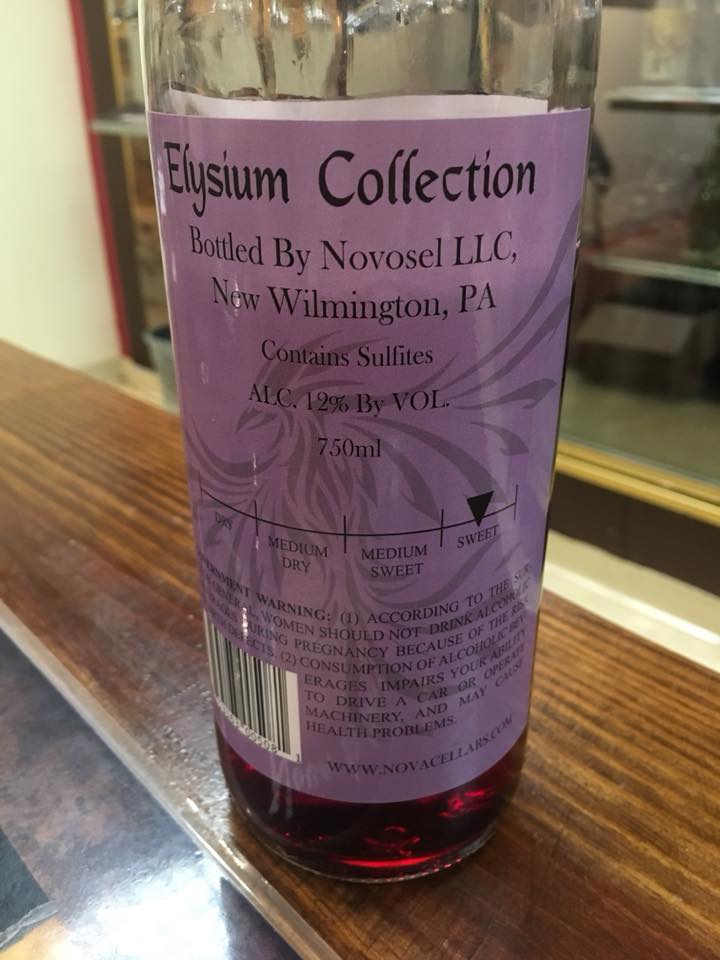 Elysium Collection
Bottled By Novosel LLC,
New Wilmington, PA
Contains Sulfites
ALC. 12% By VOL.
750ml
DRY
MEDIUM DRY
MEDIUM SWEET
SWEET
WARNING: (1) ACCORDING TO THE SUR-
GENERAL, WOMEN SHOULD NOT DRINK ALCOHOLIC
DURING PREGNANCY BECAUSE OF THE RISK
DEFECTS. (2) CONSUMPTION OF ALCOHOLIC BEV-
ERAGES IMPAIRS YOUR ABILITY
TO DRIVE A CAR OR OPERATE
MACHINERY, AND MAY CAUSE
HEALTH PROBLEMS.
WWW.NOVACELLARS.COM